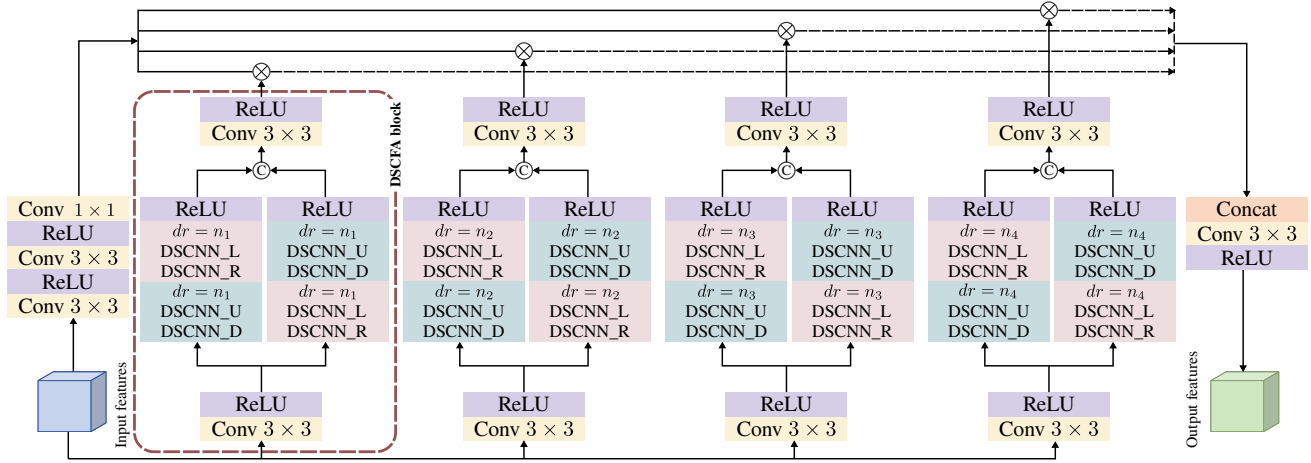 ReLU
Conv 3 × 3
C
ReLU
dr = n₁
DSCNN_L
DSCNN_R
dr = n₁
DSCNN_U
DSCNN_D
ReLU
dr = n₁
DSCNN_U
DSCNN_D
dr = n₁
DSCNN_L
DSCNN_R
ReLU
Conv 3 × 3
DSCFA block
ReLU
Conv 3 × 3
C
ReLU
dr = n₂
DSCNN_L
DSCNN_R
dr = n₂
DSCNN_U
DSCNN_D
ReLU
dr = n₂
DSCNN_U
DSCNN_D
dr = n₂
DSCNN_L
DSCNN_R
ReLU
Conv 3 × 3
ReLU
Conv 3 × 3
C
ReLU
dr = n₃
DSCNN_L
DSCNN_R
dr = n₃
DSCNN_U
DSCNN_D
ReLU
dr = n₃
DSCNN_U
DSCNN_D
dr = n₃
DSCNN_L
DSCNN_R
ReLU
Conv 3 × 3
ReLU
Conv 3 × 3
C
ReLU
dr = n₄
DSCNN_L
DSCNN_R
dr = n₄
DSCNN_U
DSCNN_D
ReLU
dr = n₄
DSCNN_U
DSCNN_D
dr = n₄
DSCNN_L
DSCNN_R
ReLU
Conv 3 × 3
Conv 1 × 1
ReLU
Conv 3 × 3
ReLU
Conv 3 × 3
Input features
Concat
Conv 3 × 3
ReLU
Output features